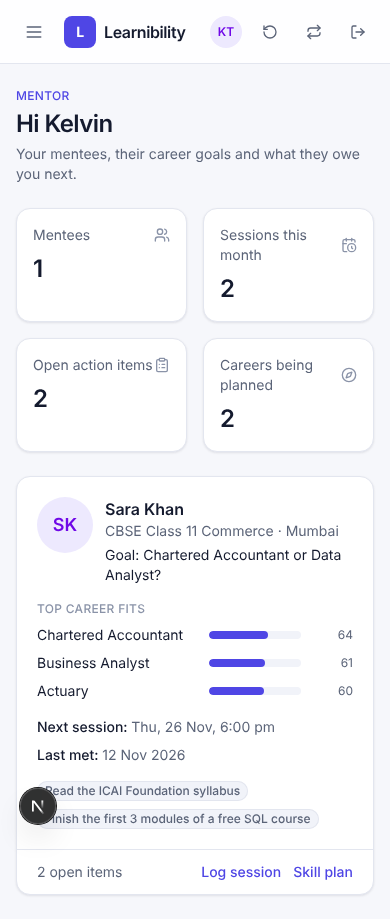 L Learnibility KT
MENTOR
Hi Kelvin
Your mentees, their career goals and what they owe
you next.
Mentees
1
Sessions this
month
2
Open action items
2
Careers being
planned
2
SK
Sara Khan
CBSE Class 11 Commerce · Mumbai
Goal: Chartered Accountant or Data
Analyst?
TOP CAREER FITS
Chartered Accountant 64
Business Analyst 61
Actuary 60
Next session: Thu, 26 Nov, 6:00 pm
Last met: 12 Nov 2026
Read the ICAI Foundation syllabus
N
the first 3 modules of a free SQL course
2 open items Log session Skill plan